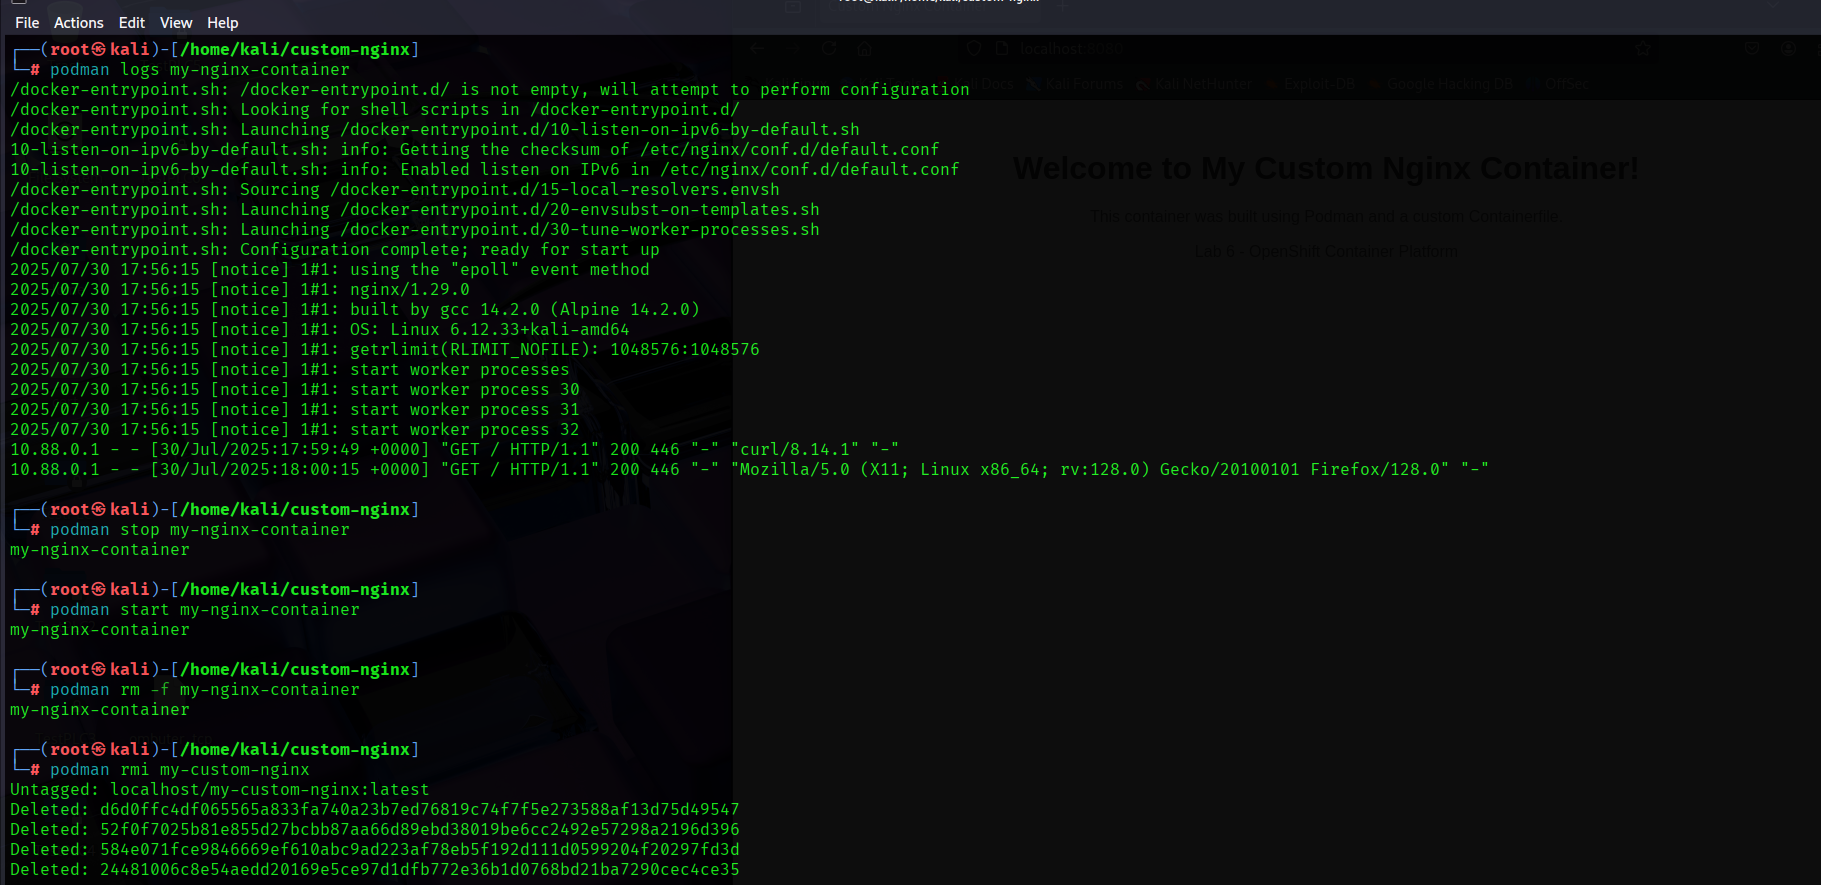 root@kali: /home/kali/custom-nginx
File Actions Edit View Help
┌──(root㉿kali)-[/home/kali/custom-nginx]
└─# podman logs my-nginx-container
/docker-entrypoint.sh: /docker-entrypoint.d/ is not empty, will attempt to perform configuration
/docker-entrypoint.sh: Looking for shell scripts in /docker-entrypoint.d/
/docker-entrypoint.sh: Launching /docker-entrypoint.d/10-listen-on-ipv6-by-default.sh
10-listen-on-ipv6-by-default.sh: info: Getting the checksum of /etc/nginx/conf.d/default.conf
10-listen-on-ipv6-by-default.sh: info: Enabled listen on IPv6 in /etc/nginx/conf.d/default.conf
/docker-entrypoint.sh: Sourcing /docker-entrypoint.d/15-local-resolvers.envsh
/docker-entrypoint.sh: Launching /docker-entrypoint.d/20-envsubst-on-templates.sh
/docker-entrypoint.sh: Launching /docker-entrypoint.d/30-tune-worker-processes.sh
/docker-entrypoint.sh: Configuration complete; ready for start up
2025/07/30 17:56:15 [notice] 1#1: using the "epoll" event method
2025/07/30 17:56:15 [notice] 1#1: nginx/1.29.0
2025/07/30 17:56:15 [notice] 1#1: built by gcc 14.2.0 (Alpine 14.2.0)
2025/07/30 17:56:15 [notice] 1#1: OS: Linux 6.12.33+kali-amd64
2025/07/30 17:56:15 [notice] 1#1: getrlimit(RLIMIT_NOFILE): 1048576:1048576
2025/07/30 17:56:15 [notice] 1#1: start worker processes
2025/07/30 17:56:15 [notice] 1#1: start worker process 30
2025/07/30 17:56:15 [notice] 1#1: start worker process 31
2025/07/30 17:56:15 [notice] 1#1: start worker process 32
10.88.0.1 - - [30/Jul/2025:17:59:49 +0000] "GET / HTTP/1.1" 200 446 "-" "curl/8.14.1" "-"
10.88.0.1 - - [30/Jul/2025:18:00:15 +0000] "GET / HTTP/1.1" 200 446 "-" "Mozilla/5.0 (X11; Linux x86_64; rv:128.0) Gecko/20100101 Firefox/128.0" "-"
┌──(root㉿kali)-[/home/kali/custom-nginx]
└─# podman stop my-nginx-container
my-nginx-container
┌──(root㉿kali)-[/home/kali/custom-nginx]
└─# podman start my-nginx-container
my-nginx-container
┌──(root㉿kali)-[/home/kali/custom-nginx]
└─# podman rm -f my-nginx-container
my-nginx-container
┌──(root㉿kali)-[/home/kali/custom-nginx]
└─# podman rmi my-custom-nginx
Untagged: localhost/my-custom-nginx:latest
Deleted: d6d0ffc4df065565a833fa740a23b7ed76819c74f7f5e273588af13d75d49547
Deleted: 52f0f7025b81e855d27bcbb87aa66d89ebd38019be6cc2492e57298a2196d396
Deleted: 584e071fce9846669ef610abc9ad223af78eb5f192d111d0599204f20297fd3d
Deleted: 24481006c8e54aedd20169e5ce97d1dfb772e36b1d0768bd21ba7290cec4ce35
localhost:8080
Docs Kali Forums Kali NetHunter Exploit-DB Google Hacking DB OffSec
Welcome to My Custom Nginx Container!
This container was built using Podman and a custom Containerfile.
Lab 6 - OpenShift Container Platform